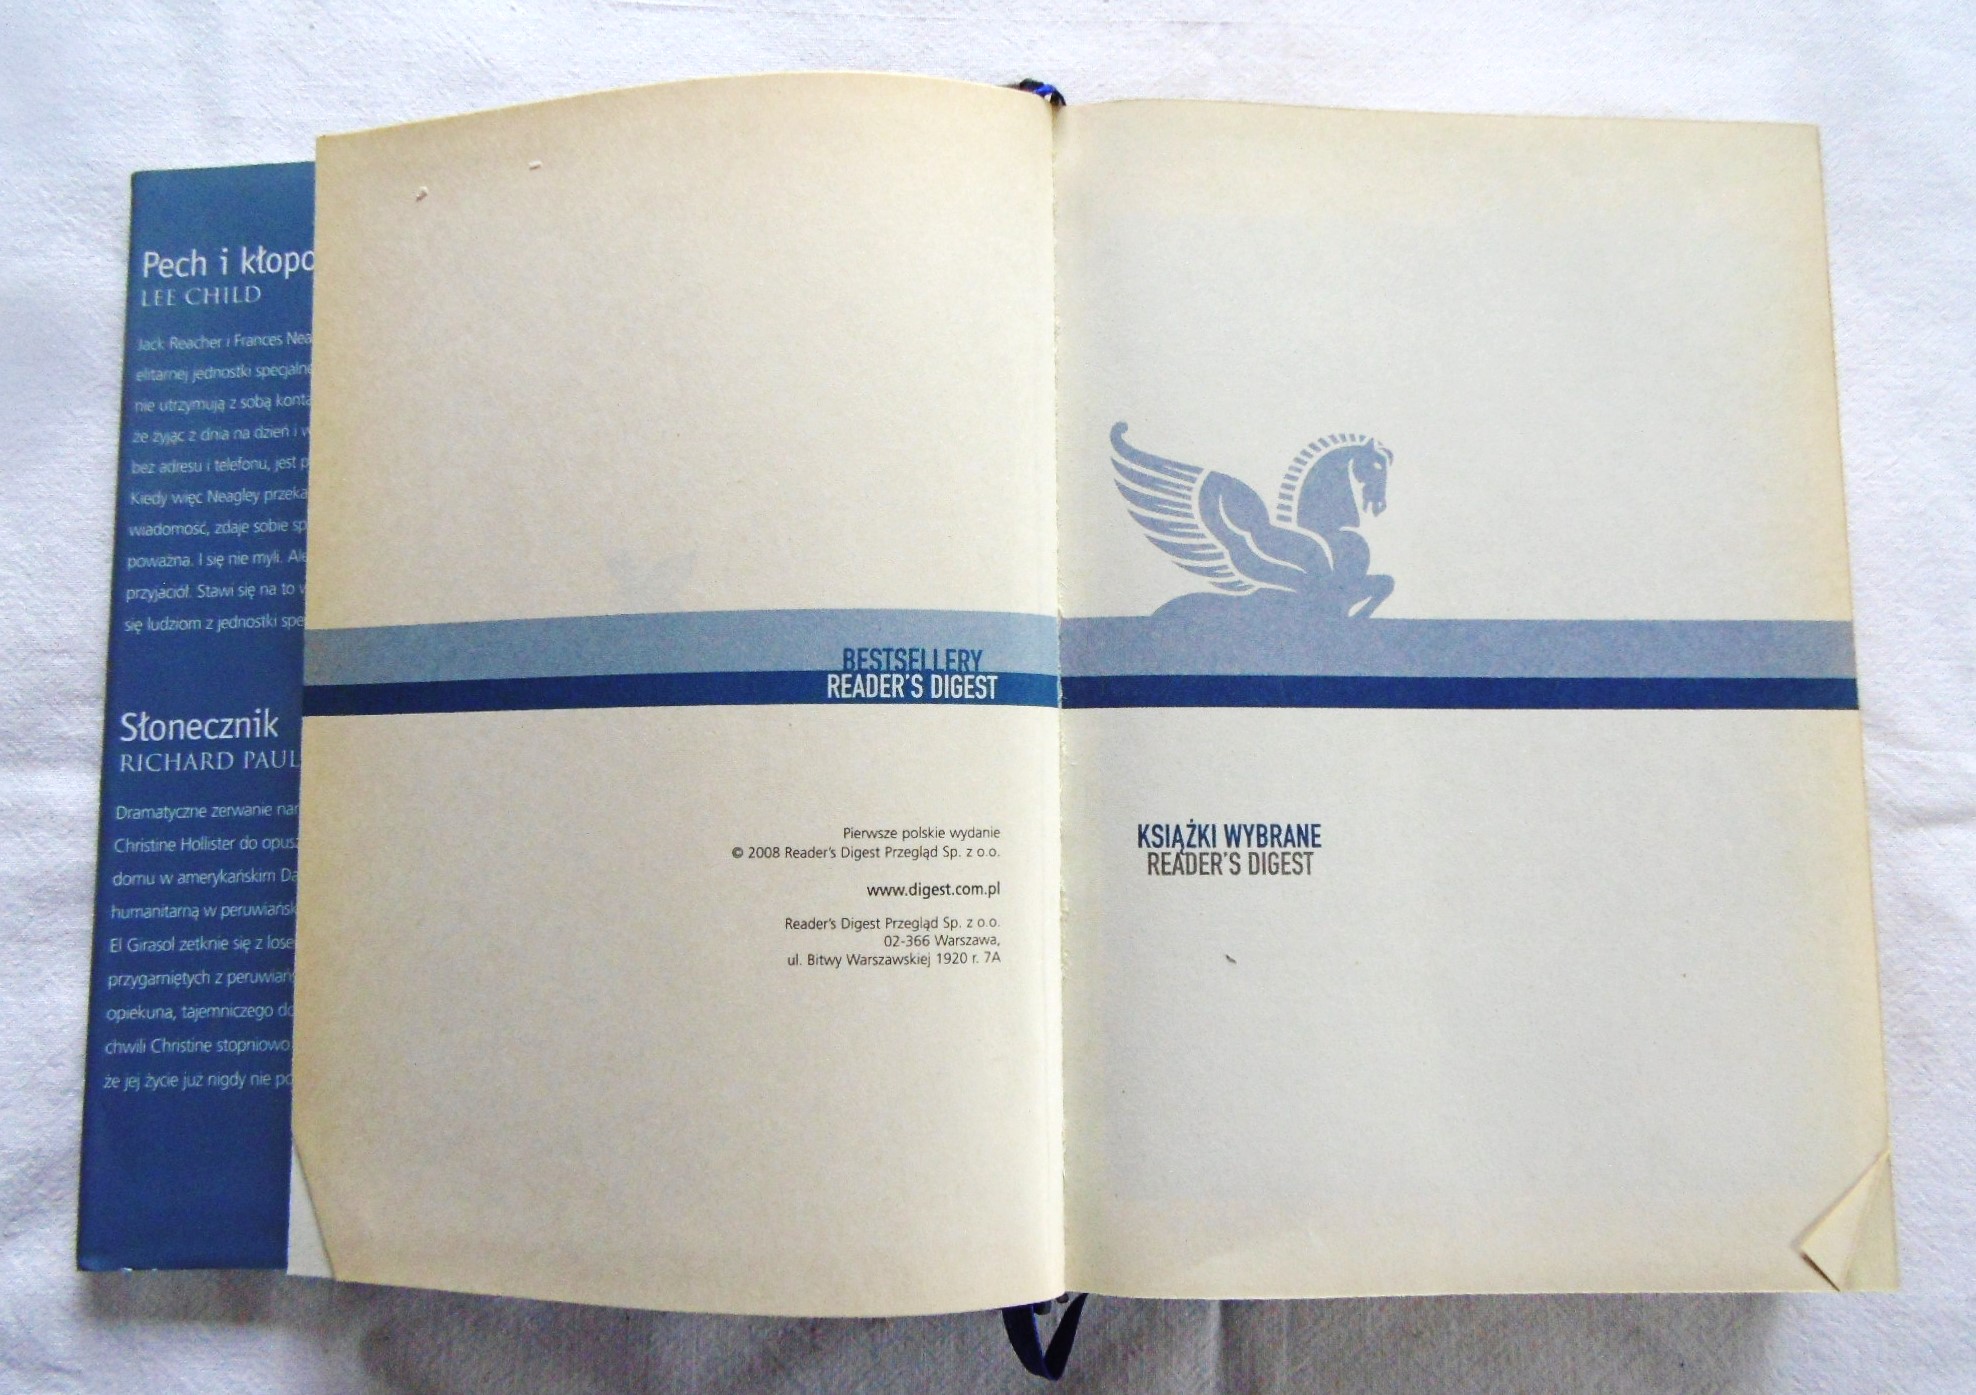 Pech i kłopo
LEE CHILD
Jack Reacher i Frances Nea
elitarnej jednostki specjalne
nie utrzymują z sobą konta
że żyjąc z dnia na dzień i w
bez adresu i telefonu, jest p
Kiedy więc Neagley przeka
wiadomość, zdaje sobie sp
poważna. I się nie myli. Ale
przyjaciół. Stawi się na to w
się ludziom z jednostki spe
Słonecznik
RICHARD PAUL
Dramatyczne zerwanie nar
Christine Hollister do opusz
domu w amerykańskim Da
humanitarną w peruwiańsk
El Girasol zetknie się z lose
przygarniętych z peruwiańs
opiekuna, tajemniczego do
chwili Christine stopniowo
że jej życie już nigdy nie po
BESTSELLERY
READER'S DIGEST
Pierwsze polskie wydanie
© 2008 Reader's Digest Przegląd Sp. z o.o.
www.digest.com.pl
Reader's Digest Przegląd Sp. z o.o.
02-366 Warszawa,
ul. Bitwy Warszawskiej 1920 r. 7A
KSIĄŻKI WYBRANE
READER'S DIGEST